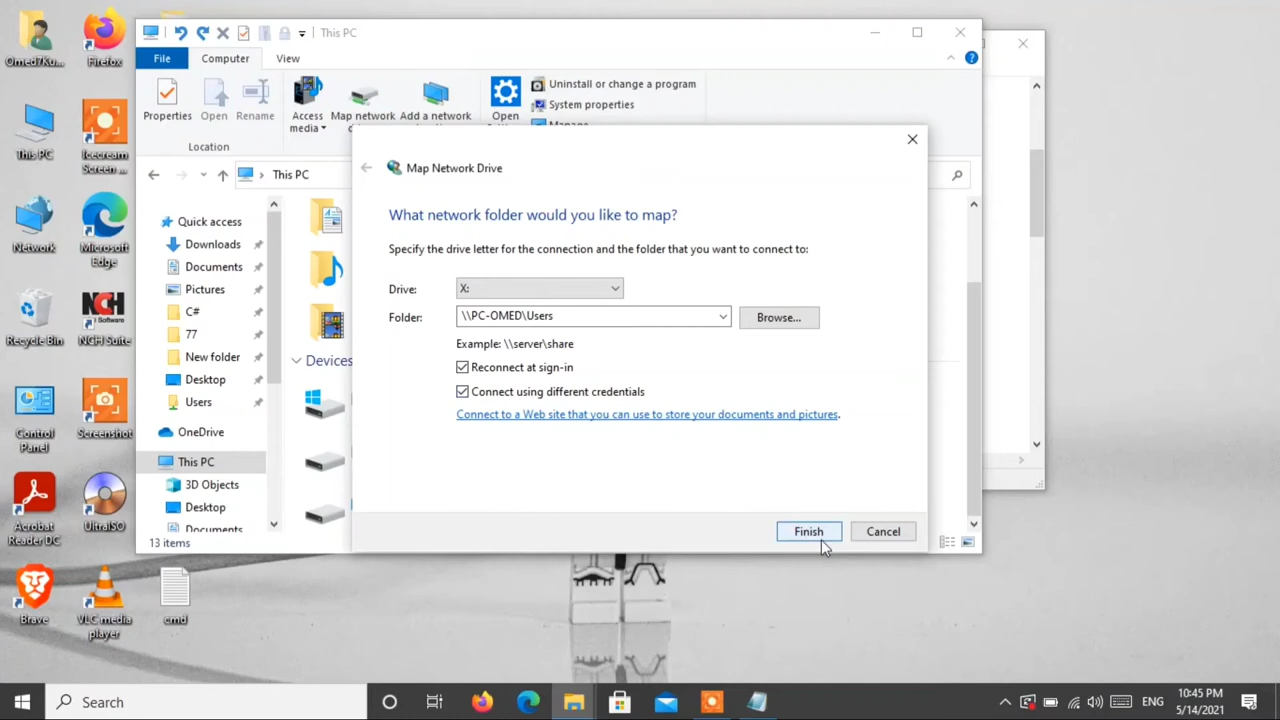 Omed7Ku...
Firefox
This PC
Icecream
Screen ...
Network
Microsoft
Edge
Recycle Bin
NCH Software
NCH Suite
Control
Panel
Screenshot
Acrobat
Reader DC
UltraISO
Brave
VLC media
player
cmd
This PC
File
Computer
View
Properties
Open
Rename
Location
Access
media
Map network
Add a network
Open
Uninstall or change a program
System properties
Manage
This PC
Quick access
Downloads
Documents
Pictures
C#
77
New folder
Desktop
Users
OneDrive
This PC
3D Objects
Desktop
Documents
Devices
13 items
Map Network Drive
What network folder would you like to map?
Specify the drive letter for the connection and the folder that you want to connect to:
Drive:
X:
Folder:
\\PC-OMED\Users
Browse...
Example: \\server\share
Reconnect at sign-in
Connect using different credentials
Connect to a Web site that you can use to store your documents and pictures.
Finish
Cancel
Search
ENG
10:45 PM
5/14/2021